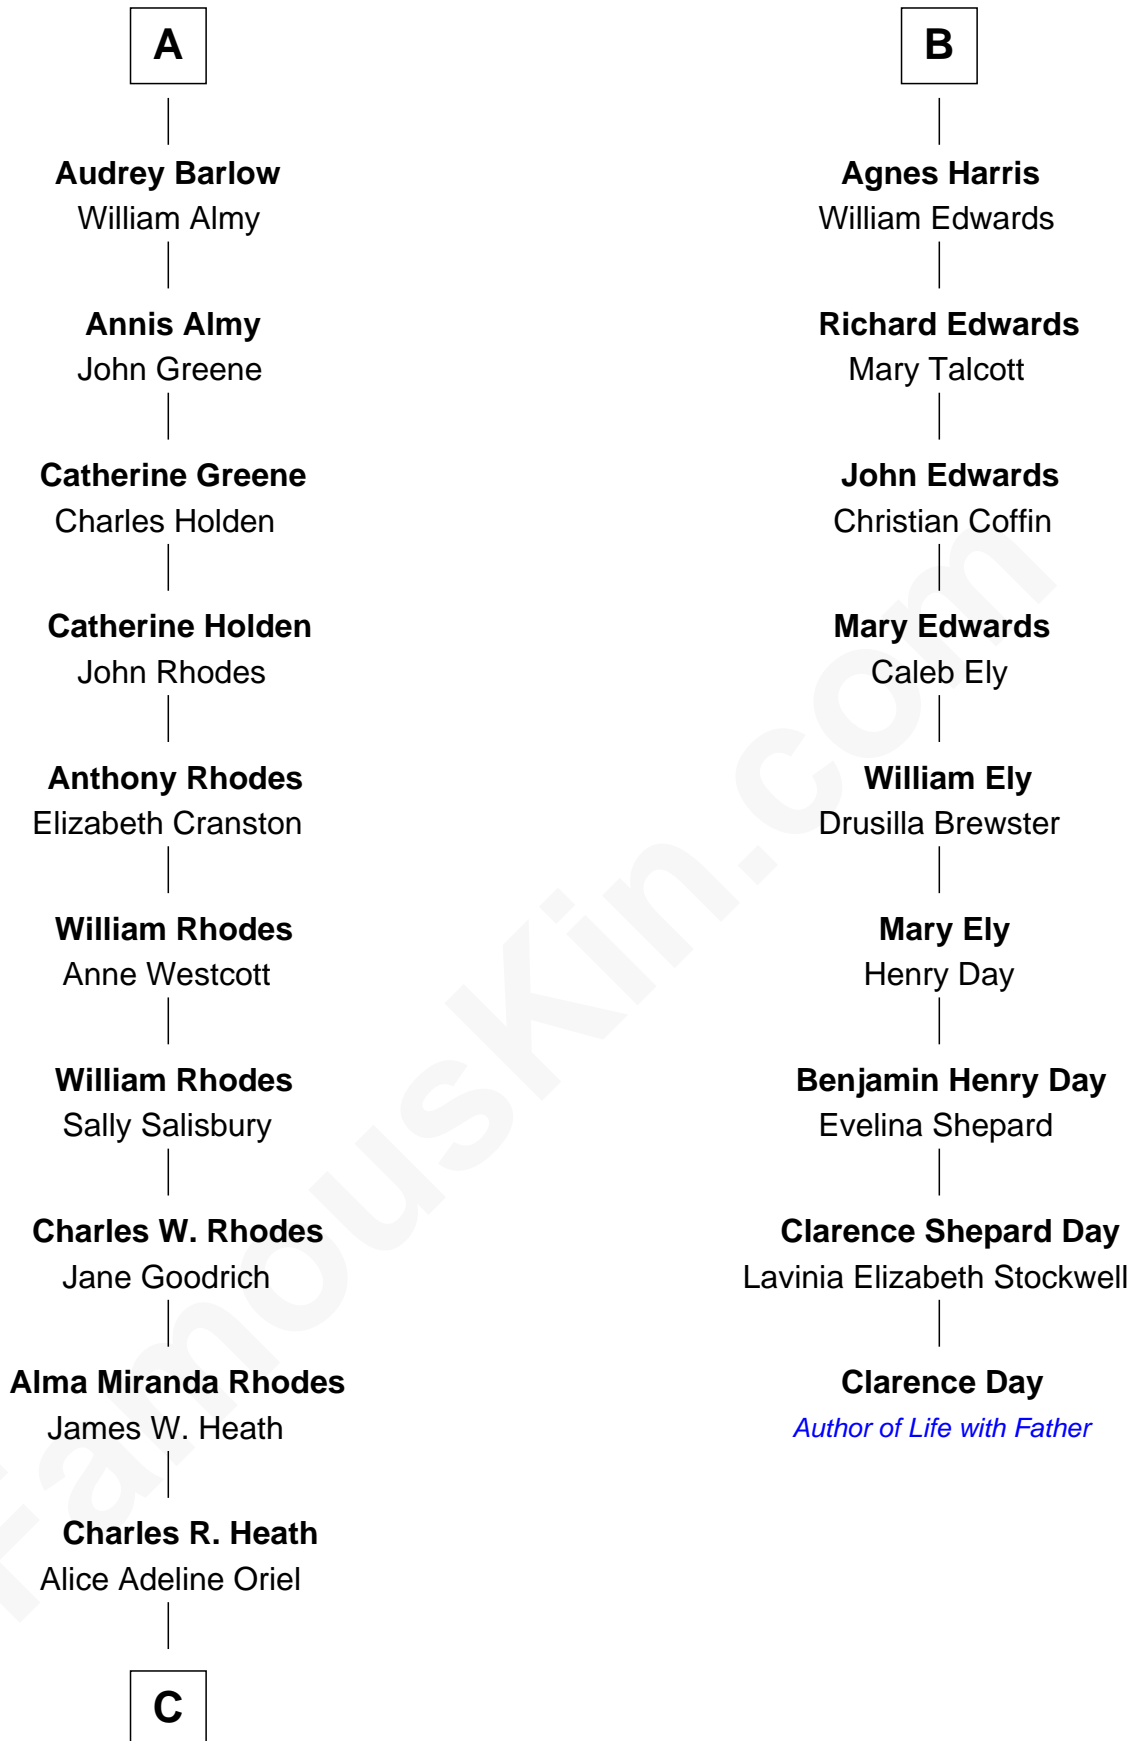 A
Audrey Barlow
William Almy
Annis Almy
John Greene
Catherine Greene
Charles Holden
Catherine Holden
John Rhodes
Anthony Rhodes
Elizabeth Cranston
William Rhodes
Anne Westcott
William Rhodes
Sally Salisbury
Charles W. Rhodes
Jane Goodrich
Alma Miranda Rhodes
James W. Heath
Charles R. Heath
Alice Adeline Oriel
C
B
Agnes Harris
William Edwards
Richard Edwards
Mary Talcott
John Edwards
Christian Coffin
Mary Edwards
Caleb Ely
William Ely
Drusilla Brewster
Mary Ely
Henry Day
Benjamin Henry Day
Evelina Shepard
Clarence Shepard Day
Lavinia Elizabeth Stockwell
Clarence Day
Author of Life with Father
FamousKin.com